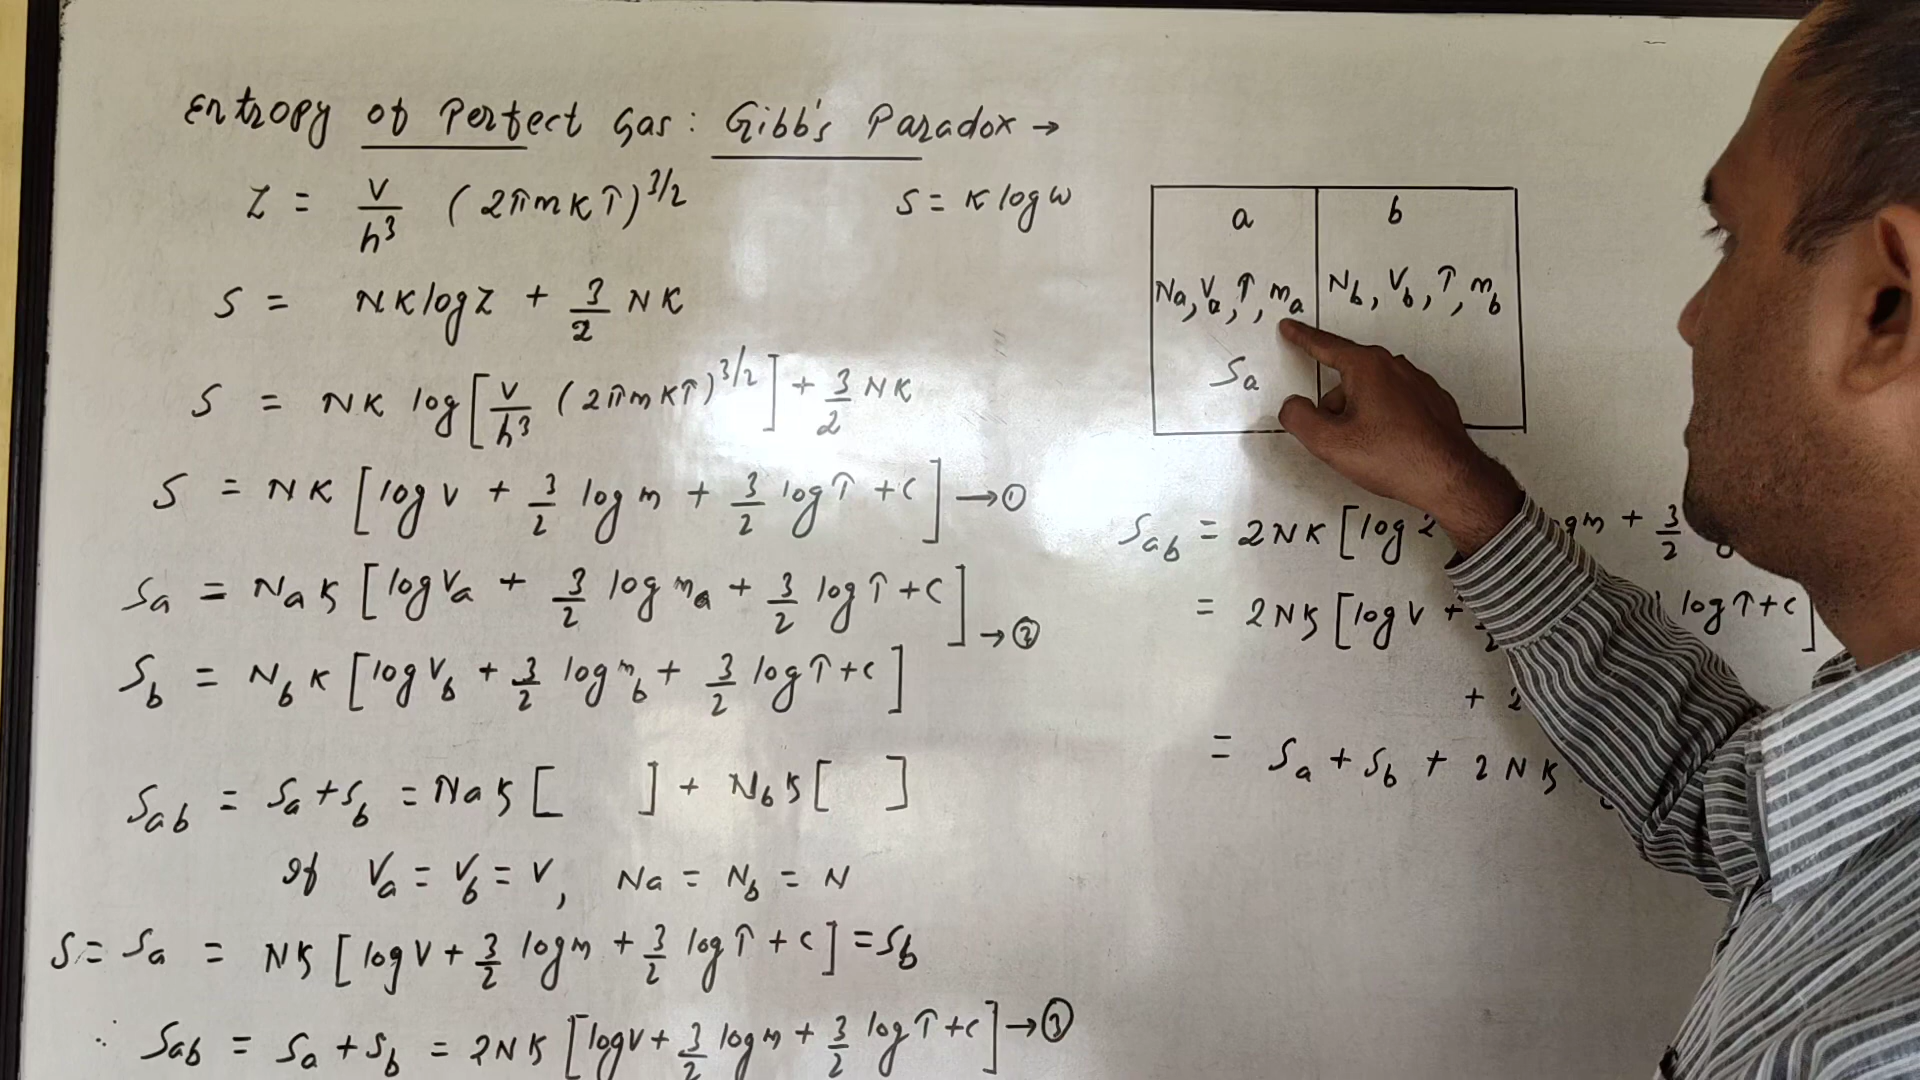 Entropy of Perfect Gas : Gibb's Paradox →
Z = V/h³ (2πmKT)^3/2
S = K log ω
S = NK log Z + 3/2 NK
S = NK log [V/h³ (2πmKT)^3/2] + 3/2 NK
S = NK [log V + 3/2 log m + 3/2 log T + C] → ①
Sa = NaK [log Va + 3/2 log ma + 3/2 log T + C]
→ ②
Sb = NbK [log Vb + 3/2 log mb + 3/2 log T + C]
Sab = Sa + Sb = NaK [ ] + NbK [ ]
If Va = Vb = V, Na = Nb = N
S = Sa = NK [log V + 3/2 log m + 3/2 log T + C] = Sb
∴ Sab = Sa + Sb = 2NK [log V + 3/2 log m + 3/2 log T + C] → ③
a b
Na, Va, T, ma Nb, Vb, T, mb
Sa
Sab = 2NK [log 2 m + 3/2
= 2NK [log V + log T + C]
+ 2
= Sa + Sb + 2NK